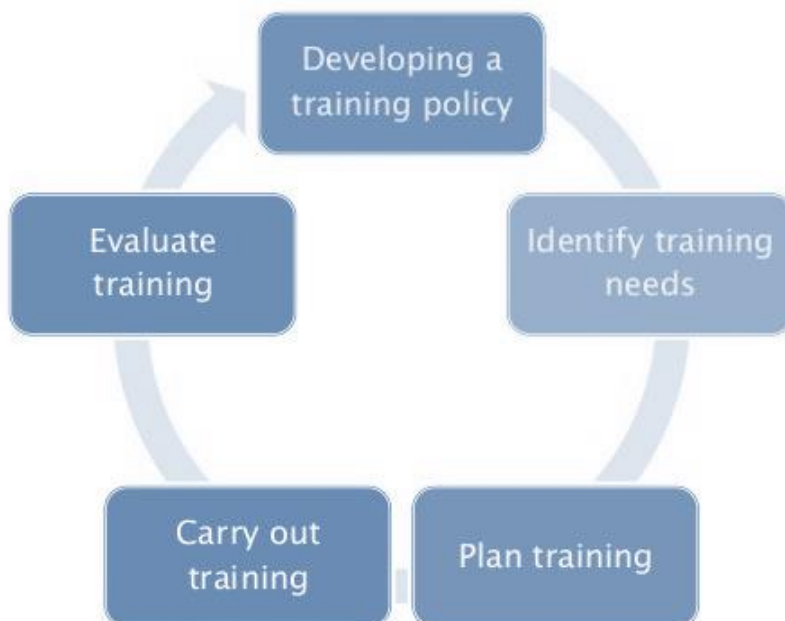 Developing a
training policy
Identify training
needs
Plan training
Carry out
training
Evaluate
training